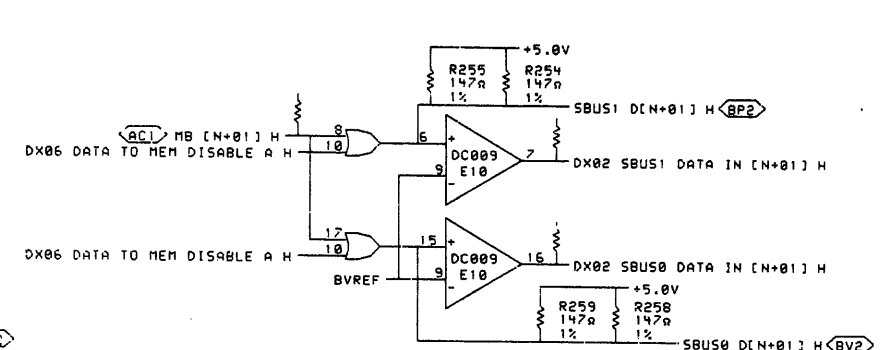 +5.0V
R255 R254
147Ω 147Ω
1% 1%
SBUS1 D[N+01] H BP2
AC1 MB [N+01] H 8
DX06 DATA TO MEM DISABLE A H 10
6 +
DC009 7 DX02 SBUS1 DATA IN [N+01] H
9 E10
-
17
DX06 DATA TO MEM DISABLE A H 10
15 +
DC009 16 DX02 SBUS0 DATA IN [N+01] H
BVREF 9 E10
-
+5.0V
R259 R258
147Ω 147Ω
1% 1%
SBUS0 D[N+01] H BV2